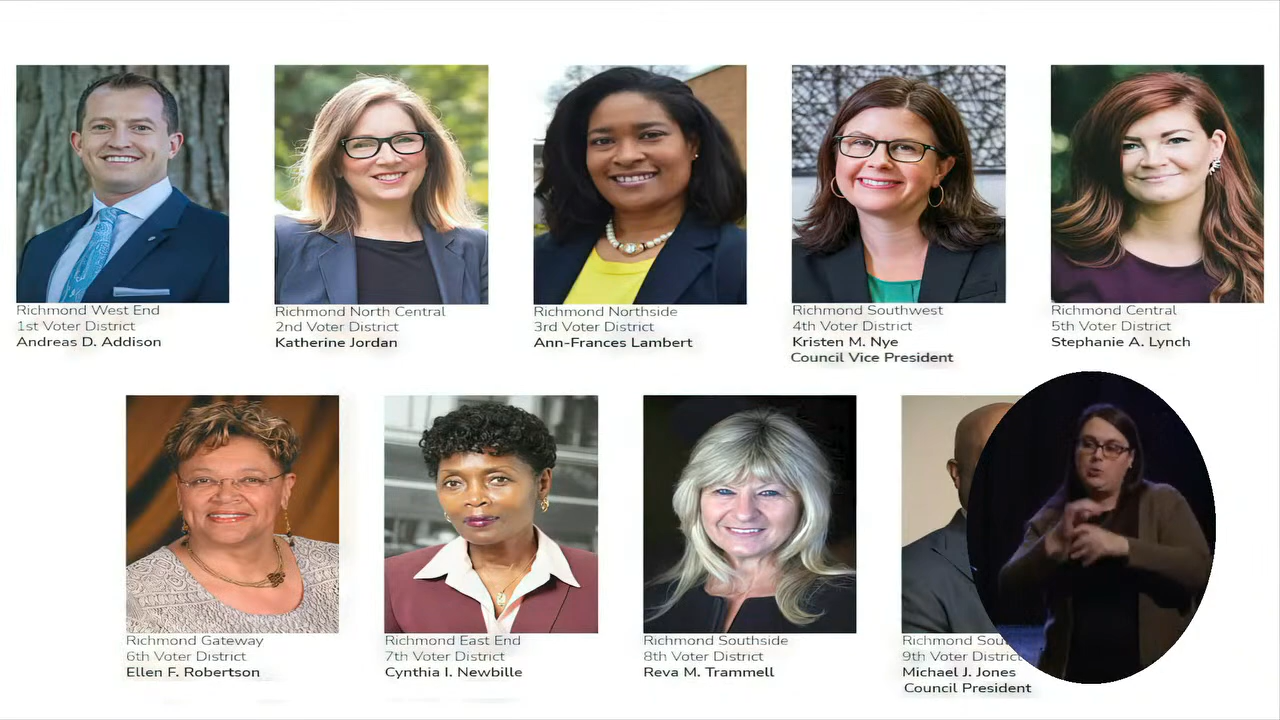 Richmond West End
1st Voter District
Andreas D. Addison
Richmond North Central
2nd Voter District
Katherine Jordan
Richmond Northside
3rd Voter District
Ann-Frances Lambert
Richmond Southwest
4th Voter District
Kristen M. Nye
Council Vice President
Richmond Central
5th Voter District
Stephanie A. Lynch
Richmond Gateway
6th Voter District
Ellen F. Robertson
Richmond East End
7th Voter District
Cynthia I. Newbille
Richmond Southside
8th Voter District
Reva M. Trammell
Richmond
9th Voter District
Michael J. Jones
Council President